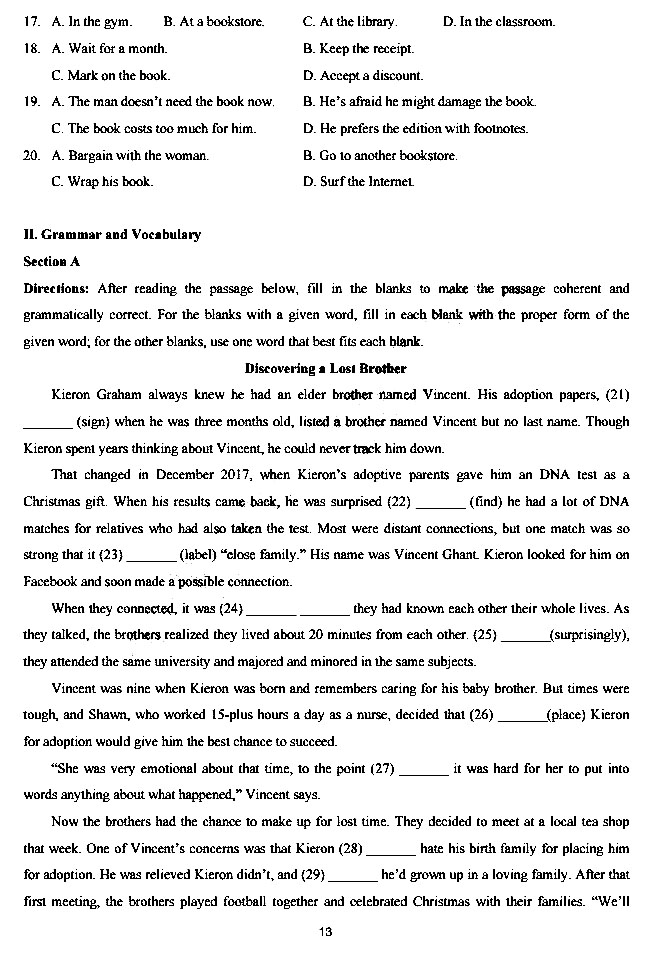 17. A. In the gym. B. At a bookstore. C. At the library. D. In the classroom.
18. A. Wait for a month. B. Keep the receipt.
C. Mark on the book. D. Accept a discount.
19. A. The man doesn't need the book now. B. He's afraid he might damage the book.
C. The book costs too much for him. D. He prefers the edition with footnotes.
20. A. Bargain with the woman. B. Go to another bookstore.
C. Wrap his book. D. Surf the Internet.
II. Grammar and Vocabulary
Section A
Directions: After reading the passage below, fill in the blanks to make the passage coherent and
grammatically correct. For the blanks with a given word, fill in each blank with the proper form of the
given word; for the other blanks, use one word that best fits each blank.
Discovering a Lost Brother
Kieron Graham always knew he had an elder brother named Vincent. His adoption papers, (21)
_______ (sign) when he was three months old, listed a brother named Vincent but no last name. Though
Kieron spent years thinking about Vincent, he could never track him down.
That changed in December 2017, when Kieron's adoptive parents gave him an DNA test as a
Christmas gift. When his results came back, he was surprised (22) _______ (find) he had a lot of DNA
matches for relatives who had also taken the test. Most were distant connections, but one match was so
strong that it (23) _______ (label) "close family." His name was Vincent Ghant. Kieron looked for him on
Facebook and soon made a possible connection.
When they connected, it was (24) _______ _______ they had known each other their whole lives. As
they talked, the brothers realized they lived about 20 minutes from each other. (25) _______(surprisingly),
they attended the same university and majored and minored in the same subjects.
Vincent was nine when Kieron was born and remembers caring for his baby brother. But times were
tough, and Shawn, who worked 15-plus hours a day as a nurse, decided that (26) _______(place) Kieron
for adoption would give him the best chance to succeed.
"She was very emotional about that time, to the point (27) _______ it was hard for her to put into
words anything about what happened," Vincent says.
Now the brothers had the chance to make up for lost time. They decided to meet at a local tea shop
that week. One of Vincent's concerns was that Kieron (28) _______ hate his birth family for placing him
for adoption. He was relieved Kieron didn't, and (29) _______ he'd grown up in a loving family. After that
first meeting, the brothers played football together and celebrated Christmas with their families. "We'll
13